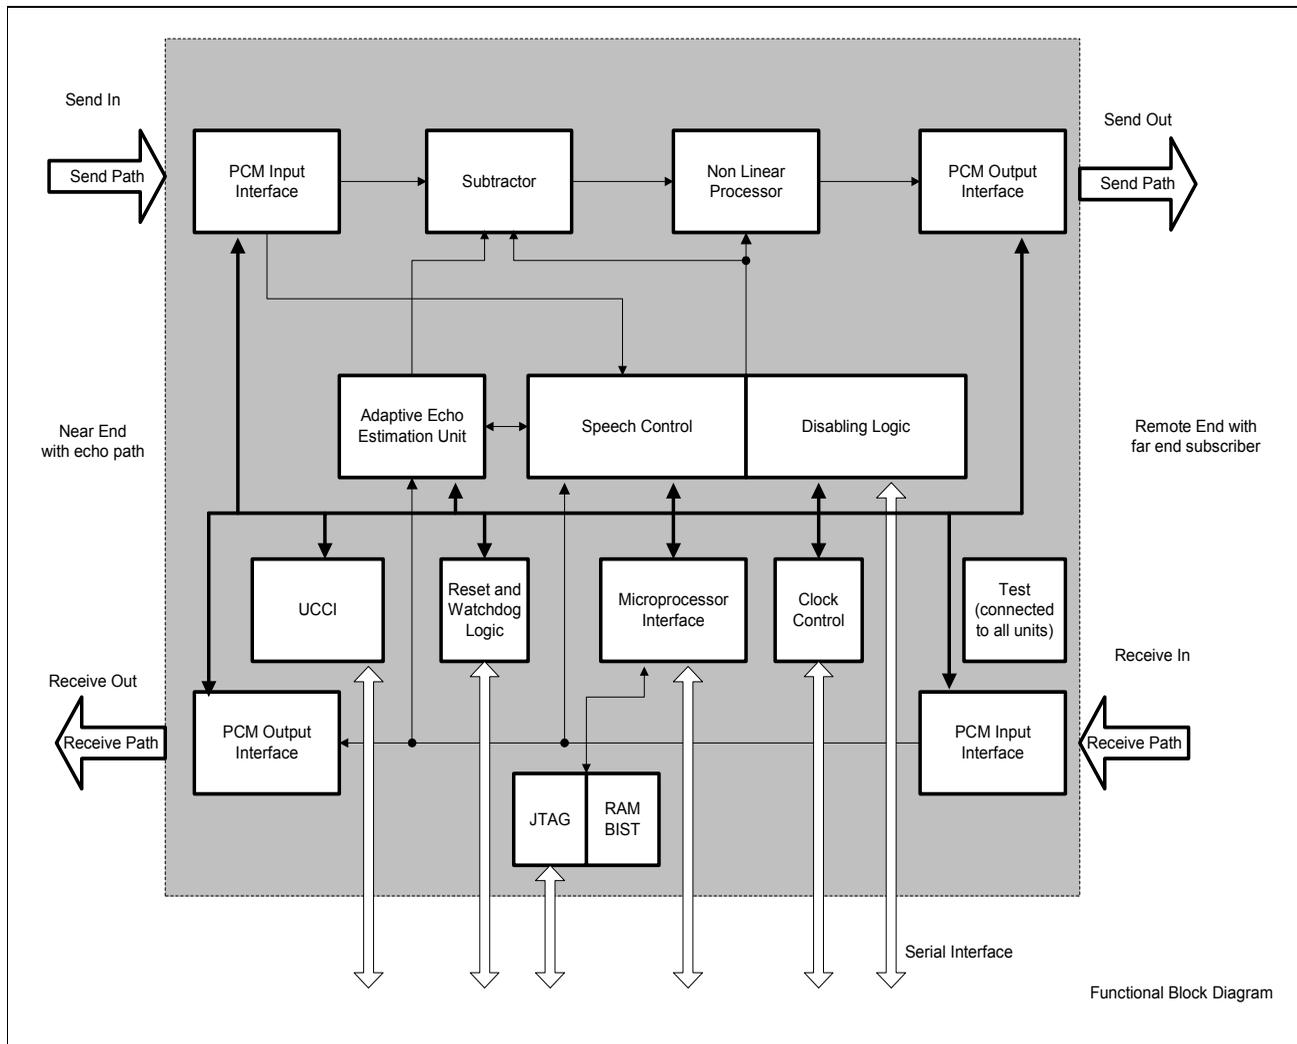 Send In
Send Out
Send Path
PCM Input
Interface
Subtractor
Non Linear
Processor
PCM Output
Interface
Send Path
Near End
with echo path
Adaptive Echo
Estimation Unit
Speech Control
Disabling Logic
Remote End with
far end subscriber
UCCI
Reset and
Watchdog
Logic
Microprocessor
Interface
Clock
Control
Test
(connected
to all units)
Receive Out
Receive In
Receive Path
PCM Output
Interface
PCM Input
Interface
Receive Path
JTAG
RAM
BIST
Serial Interface
Functional Block Diagram